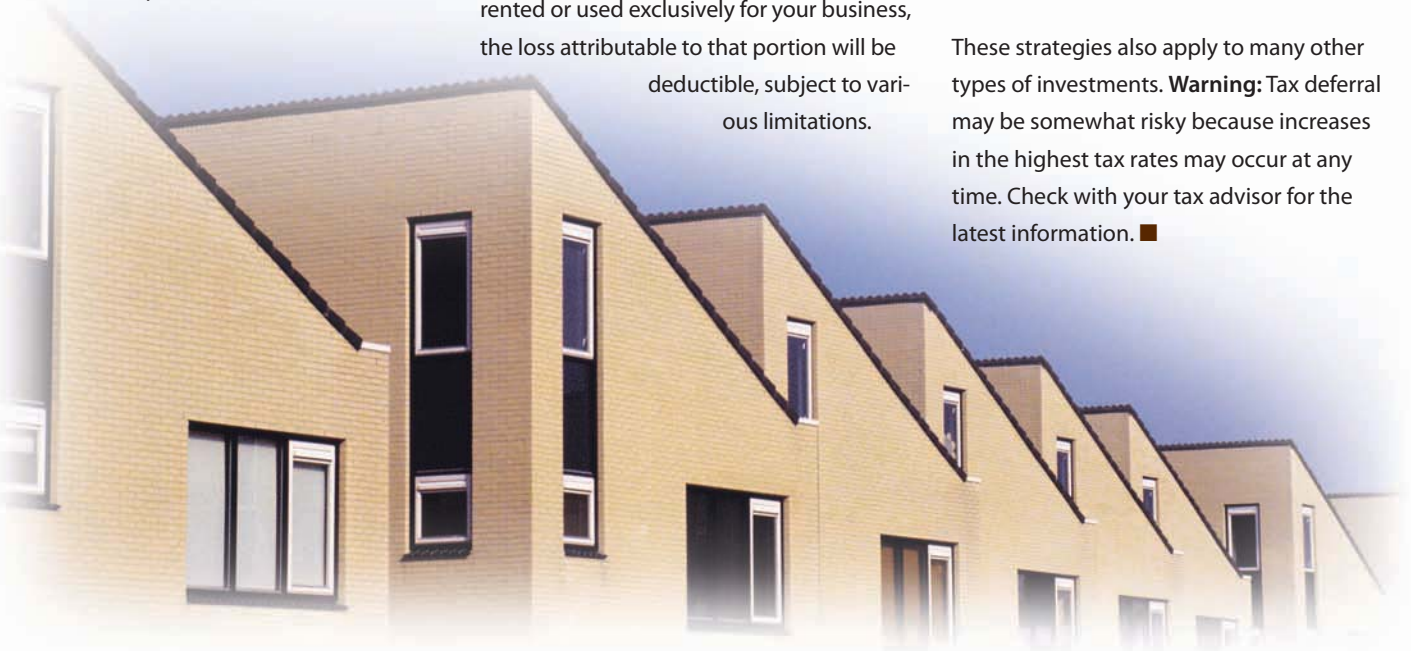 rented or used exclusively for your business,
the loss attributable to that portion will be
deductible, subject to vari-
ous limitations.
These strategies also apply to many other
types of investments. Warning: Tax deferral
may be somewhat risky because increases
in the highest tax rates may occur at any
time. Check with your tax advisor for the
latest information. ■